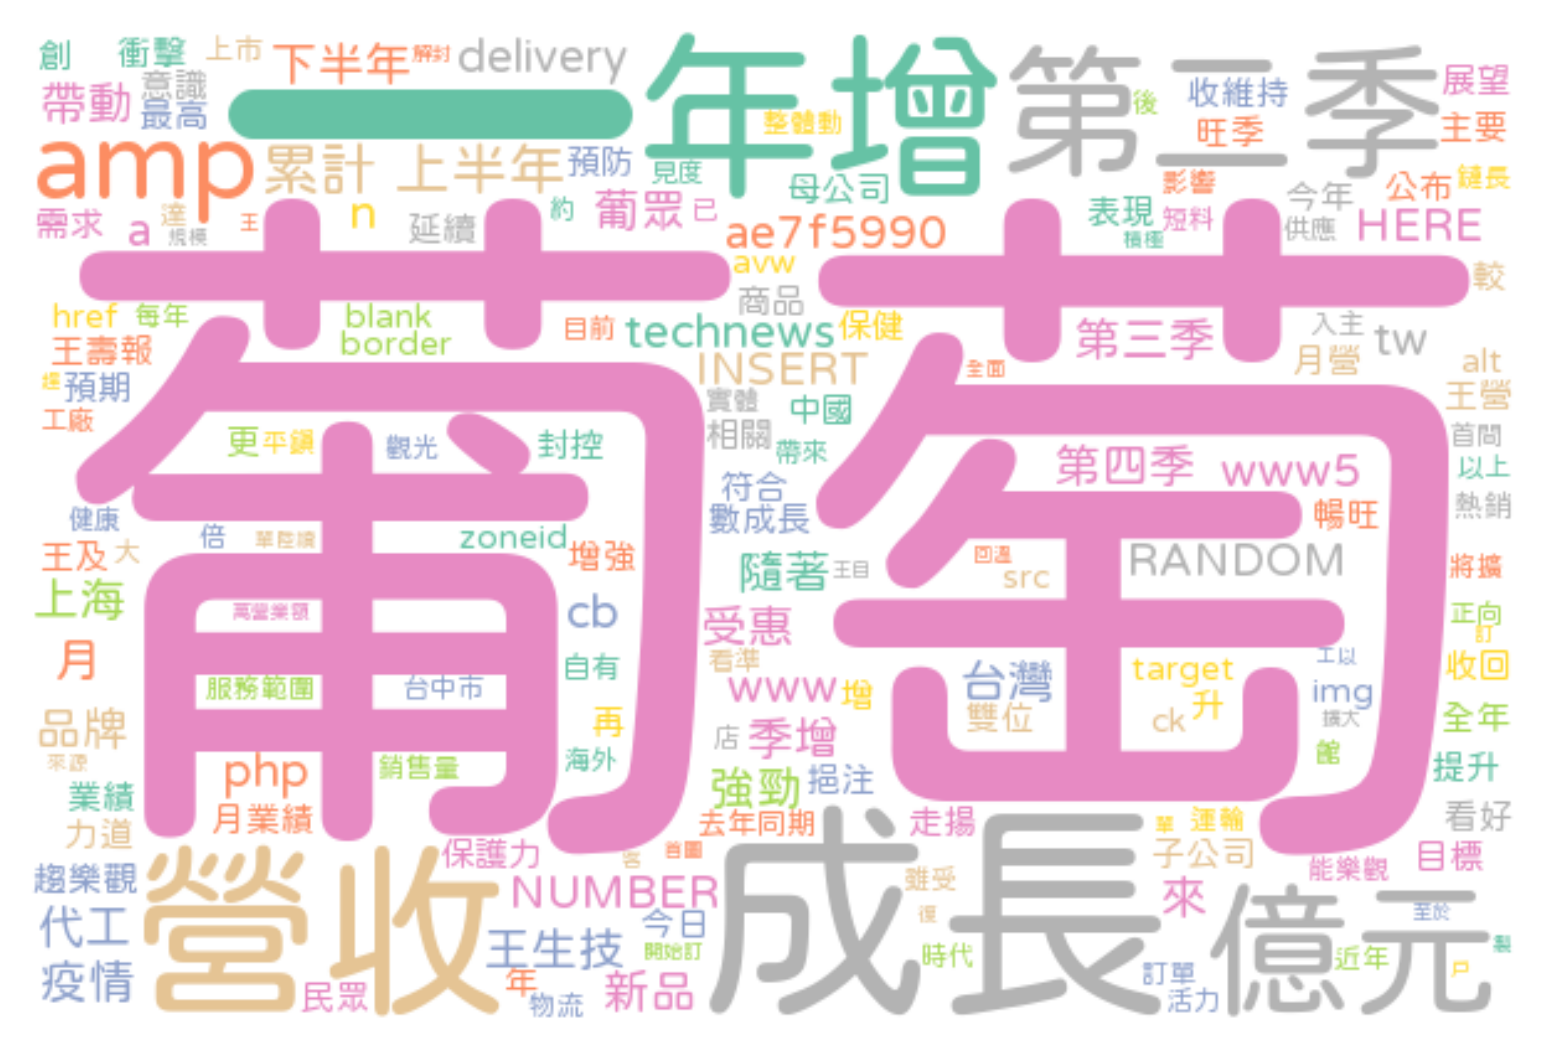 創 衝擊 上市 下半年 解封 delivery 年增 第二季 展望
帶動 意識 最高 一 整體動 後 收維持 旺季 主要
amp 累計 上半年 預防 見度 母公司 影響 今年 公布 鏈長
需求 a 達 規模 王 n 延續 約 葡眾 已 ae7f5990 表現 積極 短料 供應 HERE
葡萄
avw 商品 較
href 每年 blank border 目前 technews 保健 第三季 入主 tw
王壽報 INSERT 全面 月營 alt
預期 實體 中國 王營
工廠 更 平鎮 觀光 封控 相關 帶來 第四季 www5 首間 以上
健康 倍 zoneid 符合 數成長 暢旺 熱銷
王及 大 增強 隨著 王目 回溫 src RANDOM 將擴
上海 萬營業額 cb 受惠 正向 訂
月 自有 看準 台灣 target 工以 收回
服務範圍 台中市 www 增 雙位 ck 升 img 擴大
品牌 再 店 季增 館 全年
來源 php 銷售量 海外 強勁 挹注 提升
業績 月業績 去年同期 走揚 單 運輸 看好
力道 保護力 客 首圖 子公司 能樂觀 目標
趨樂觀 營收 NUMBER 成長 雖受 來 億元 至於
代工 王生技 今日 開始訂 復 時代 近年 製
疫情 民眾 年 物流 新品 訂單 活力 戶